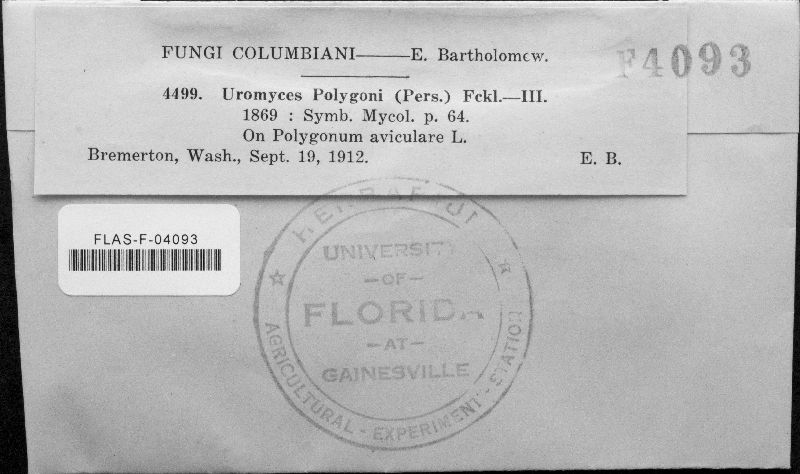 FUNGI COLUMBIANI——E. Bartholomew.
F4093
4499. Uromyces Polygoni (Pers.) Fckl.—III.
1869 : Symb. Mycol. p. 64.
On Polygonum aviculare L.
Bremerton, Wash., Sept. 19, 1912. E. B.
FLAS-F-04093
HERBARIUM
UNIVERSITY
—OF—
FLORIDA
—AT—
GAINESVILLE
AGRICULTURAL - EXPERIMENT - STATION